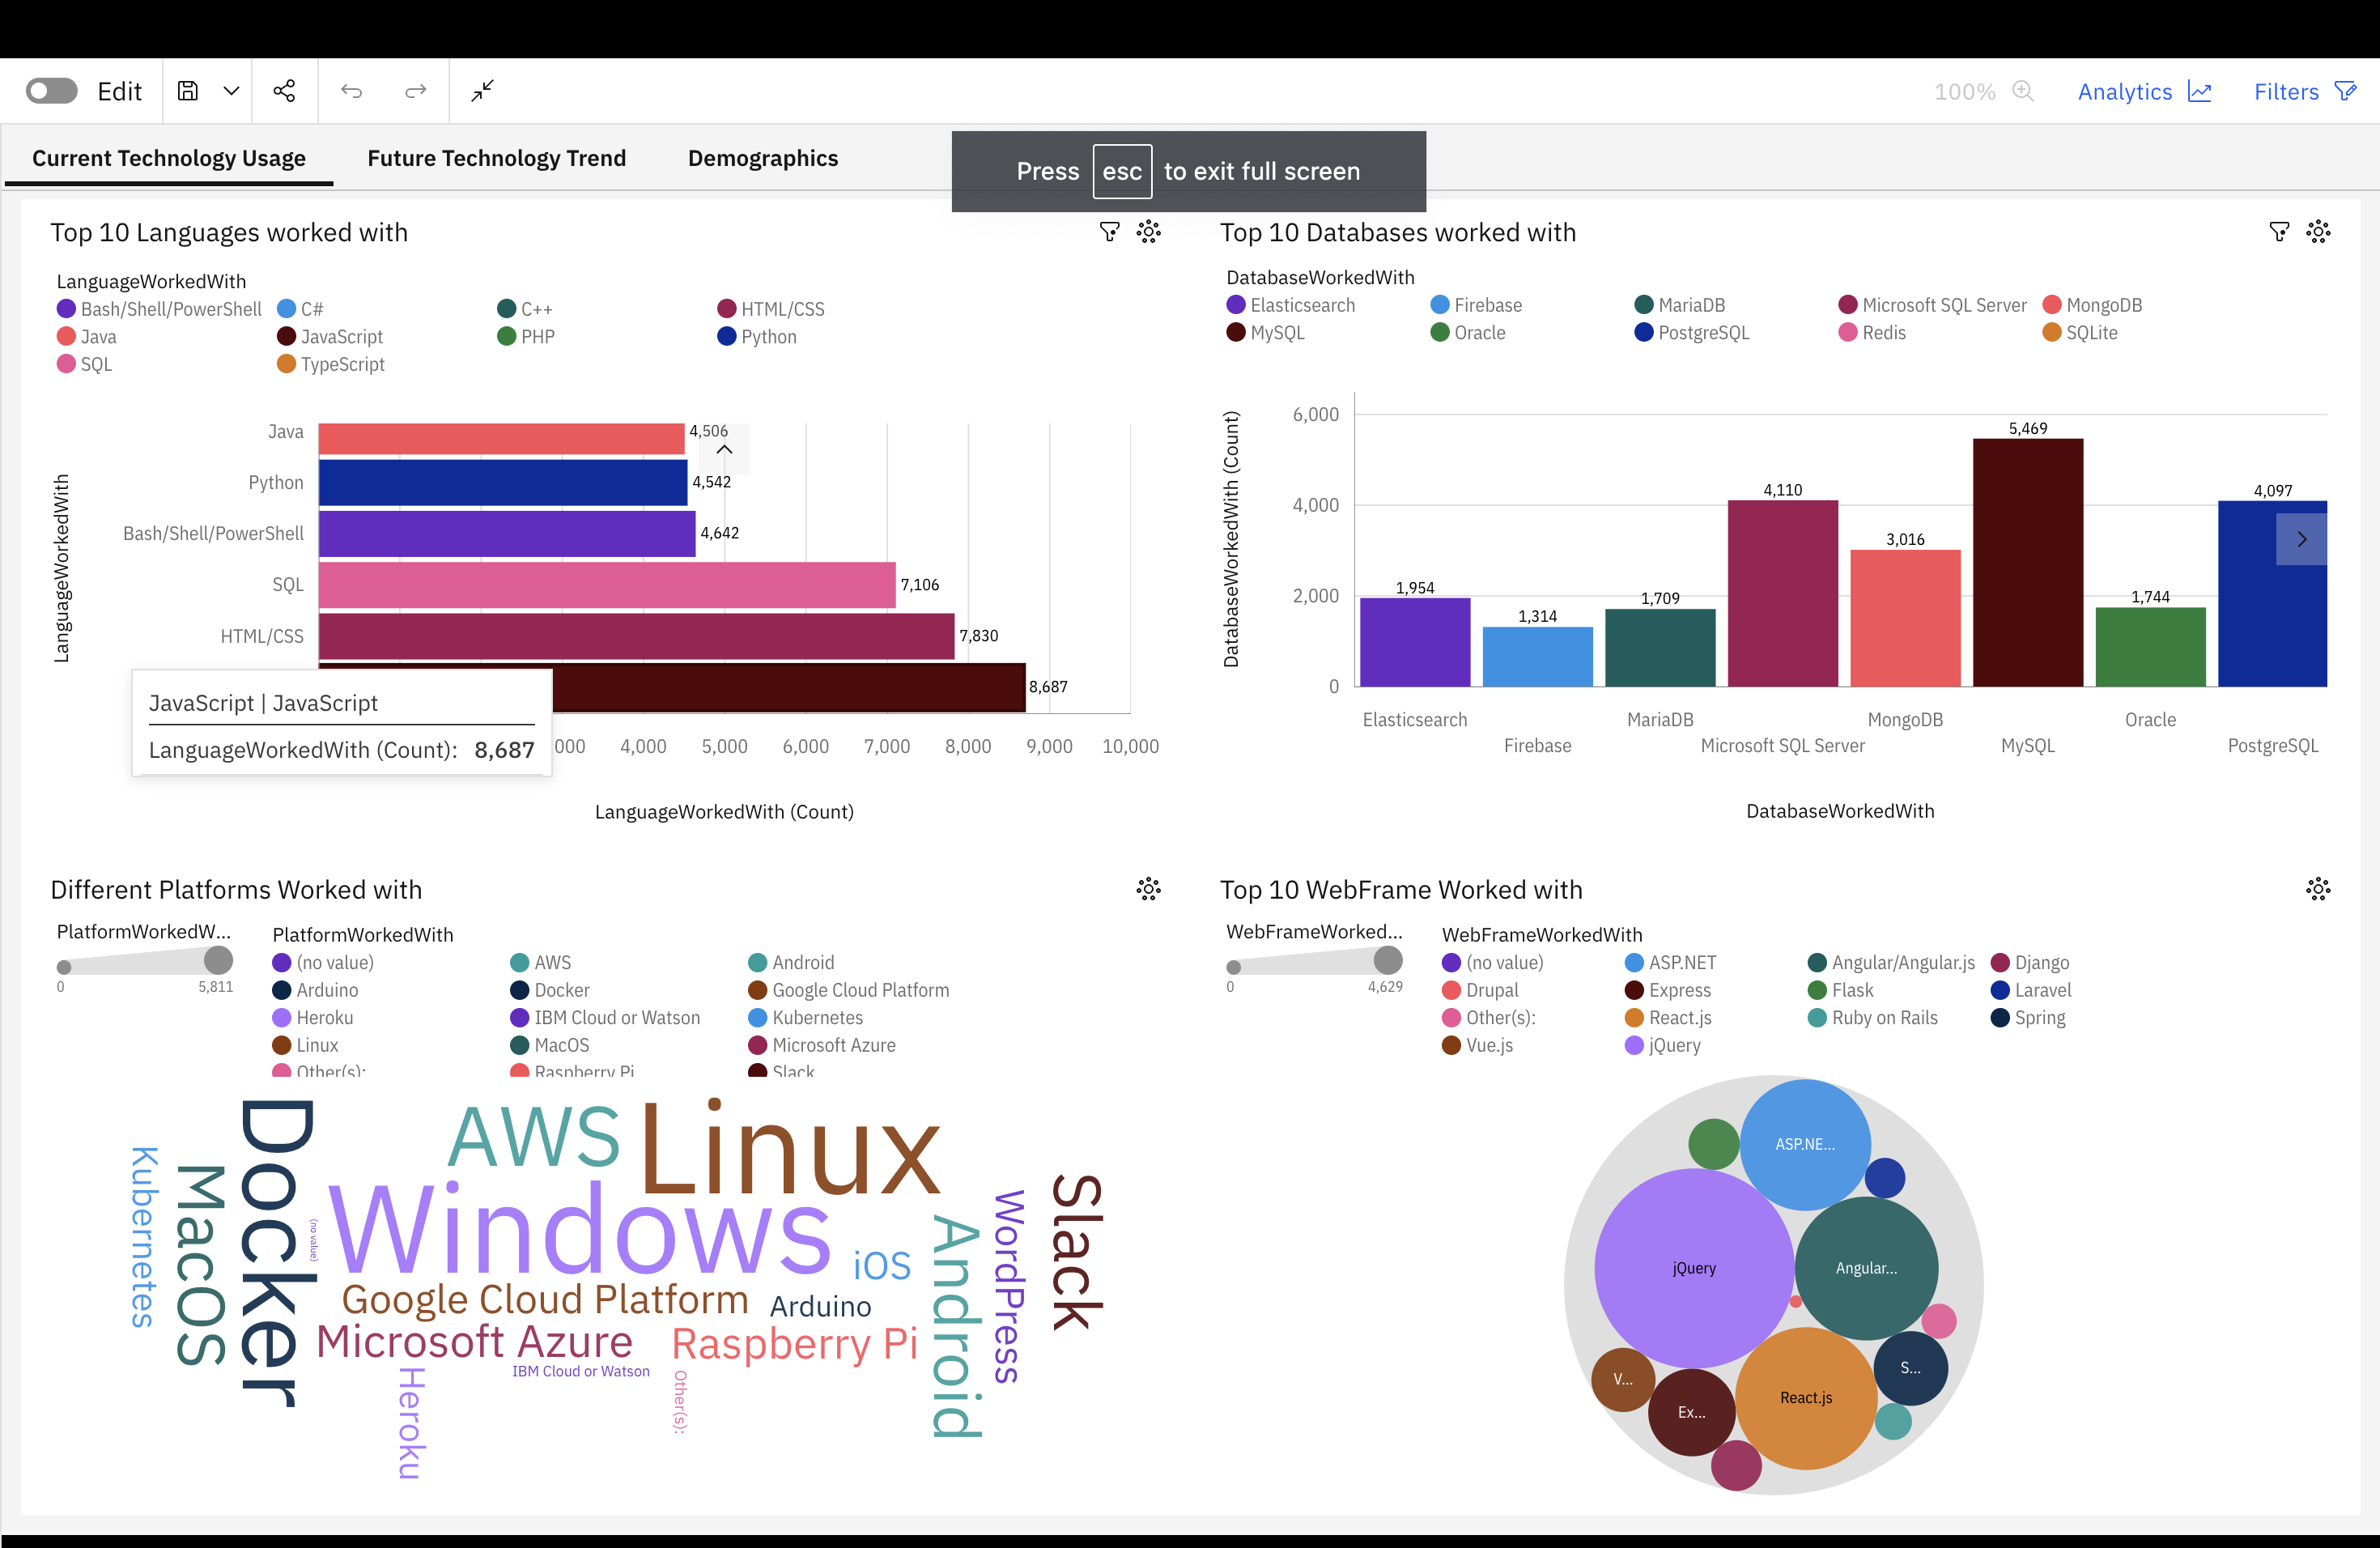 Edit
100%
Analytics
Filters
Current Technology Usage
Future Technology Trend
Demographics
Press esc to exit full screen
Top 10 Languages worked with
LanguageWorkedWith
Bash/Shell/PowerShell C# C++ HTML/CSS
Java JavaScript PHP Python
SQL TypeScript
LanguageWorkedWith
Java 4,506
Python 4,542
Bash/Shell/PowerShell 4,642
SQL 7,106
HTML/CSS 7,830
8,687
JavaScript | JavaScript
LanguageWorkedWith (Count): 8,687
000 4,000 5,000 6,000 7,000 8,000 9,000 10,000
LanguageWorkedWith (Count)
Top 10 Databases worked with
DatabaseWorkedWith
Elasticsearch Firebase MariaDB Microsoft SQL Server MongoDB
MySQL Oracle PostgreSQL Redis SQLite
DatabaseWorkedWith (Count)
6,000
4,000
2,000
0
1,954 1,314 1,709 4,110 3,016 5,469 1,744 4,097
Elasticsearch MariaDB MongoDB Oracle
Firebase Microsoft SQL Server MySQL PostgreSQL
DatabaseWorkedWith
Different Platforms Worked with
PlatformWorkedW...
0 5,811
PlatformWorkedWith
(no value) AWS Android
Arduino Docker Google Cloud Platform
Heroku IBM Cloud or Watson Kubernetes
Linux MacOS Microsoft Azure
Other(s): Raspberry Pi Slack
Kubernetes
MacOS
Docker
(no value)
AWS
Linux
Windows
iOS
Google Cloud Platform
Arduino
Microsoft Azure
Raspberry Pi
IBM Cloud or Watson
Heroku
Other(s):
Android
WordPress
Slack
Top 10 WebFrame Worked with
WebFrameWorked...
0 4,629
WebFrameWorkedWith
(no value) ASP.NET Angular/Angular.js Django
Drupal Express Flask Laravel
Other(s): React.js Ruby on Rails Spring
Vue.js jQuery
ASP.NE...
jQuery
Angular...
S...
V...
React.js
Ex...